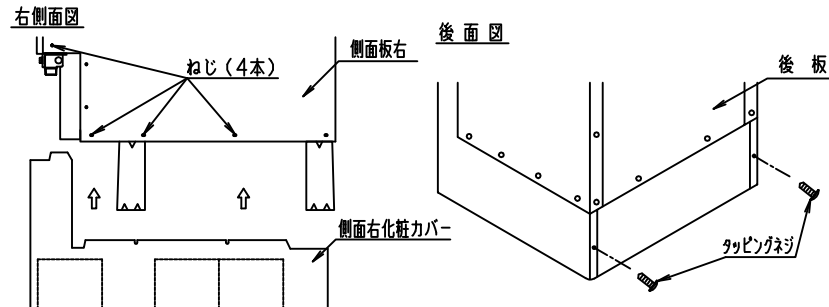 右側面図
ねじ（4本）
側面板右
側面右化粧カバー
後面図
後板
タッピングネジ